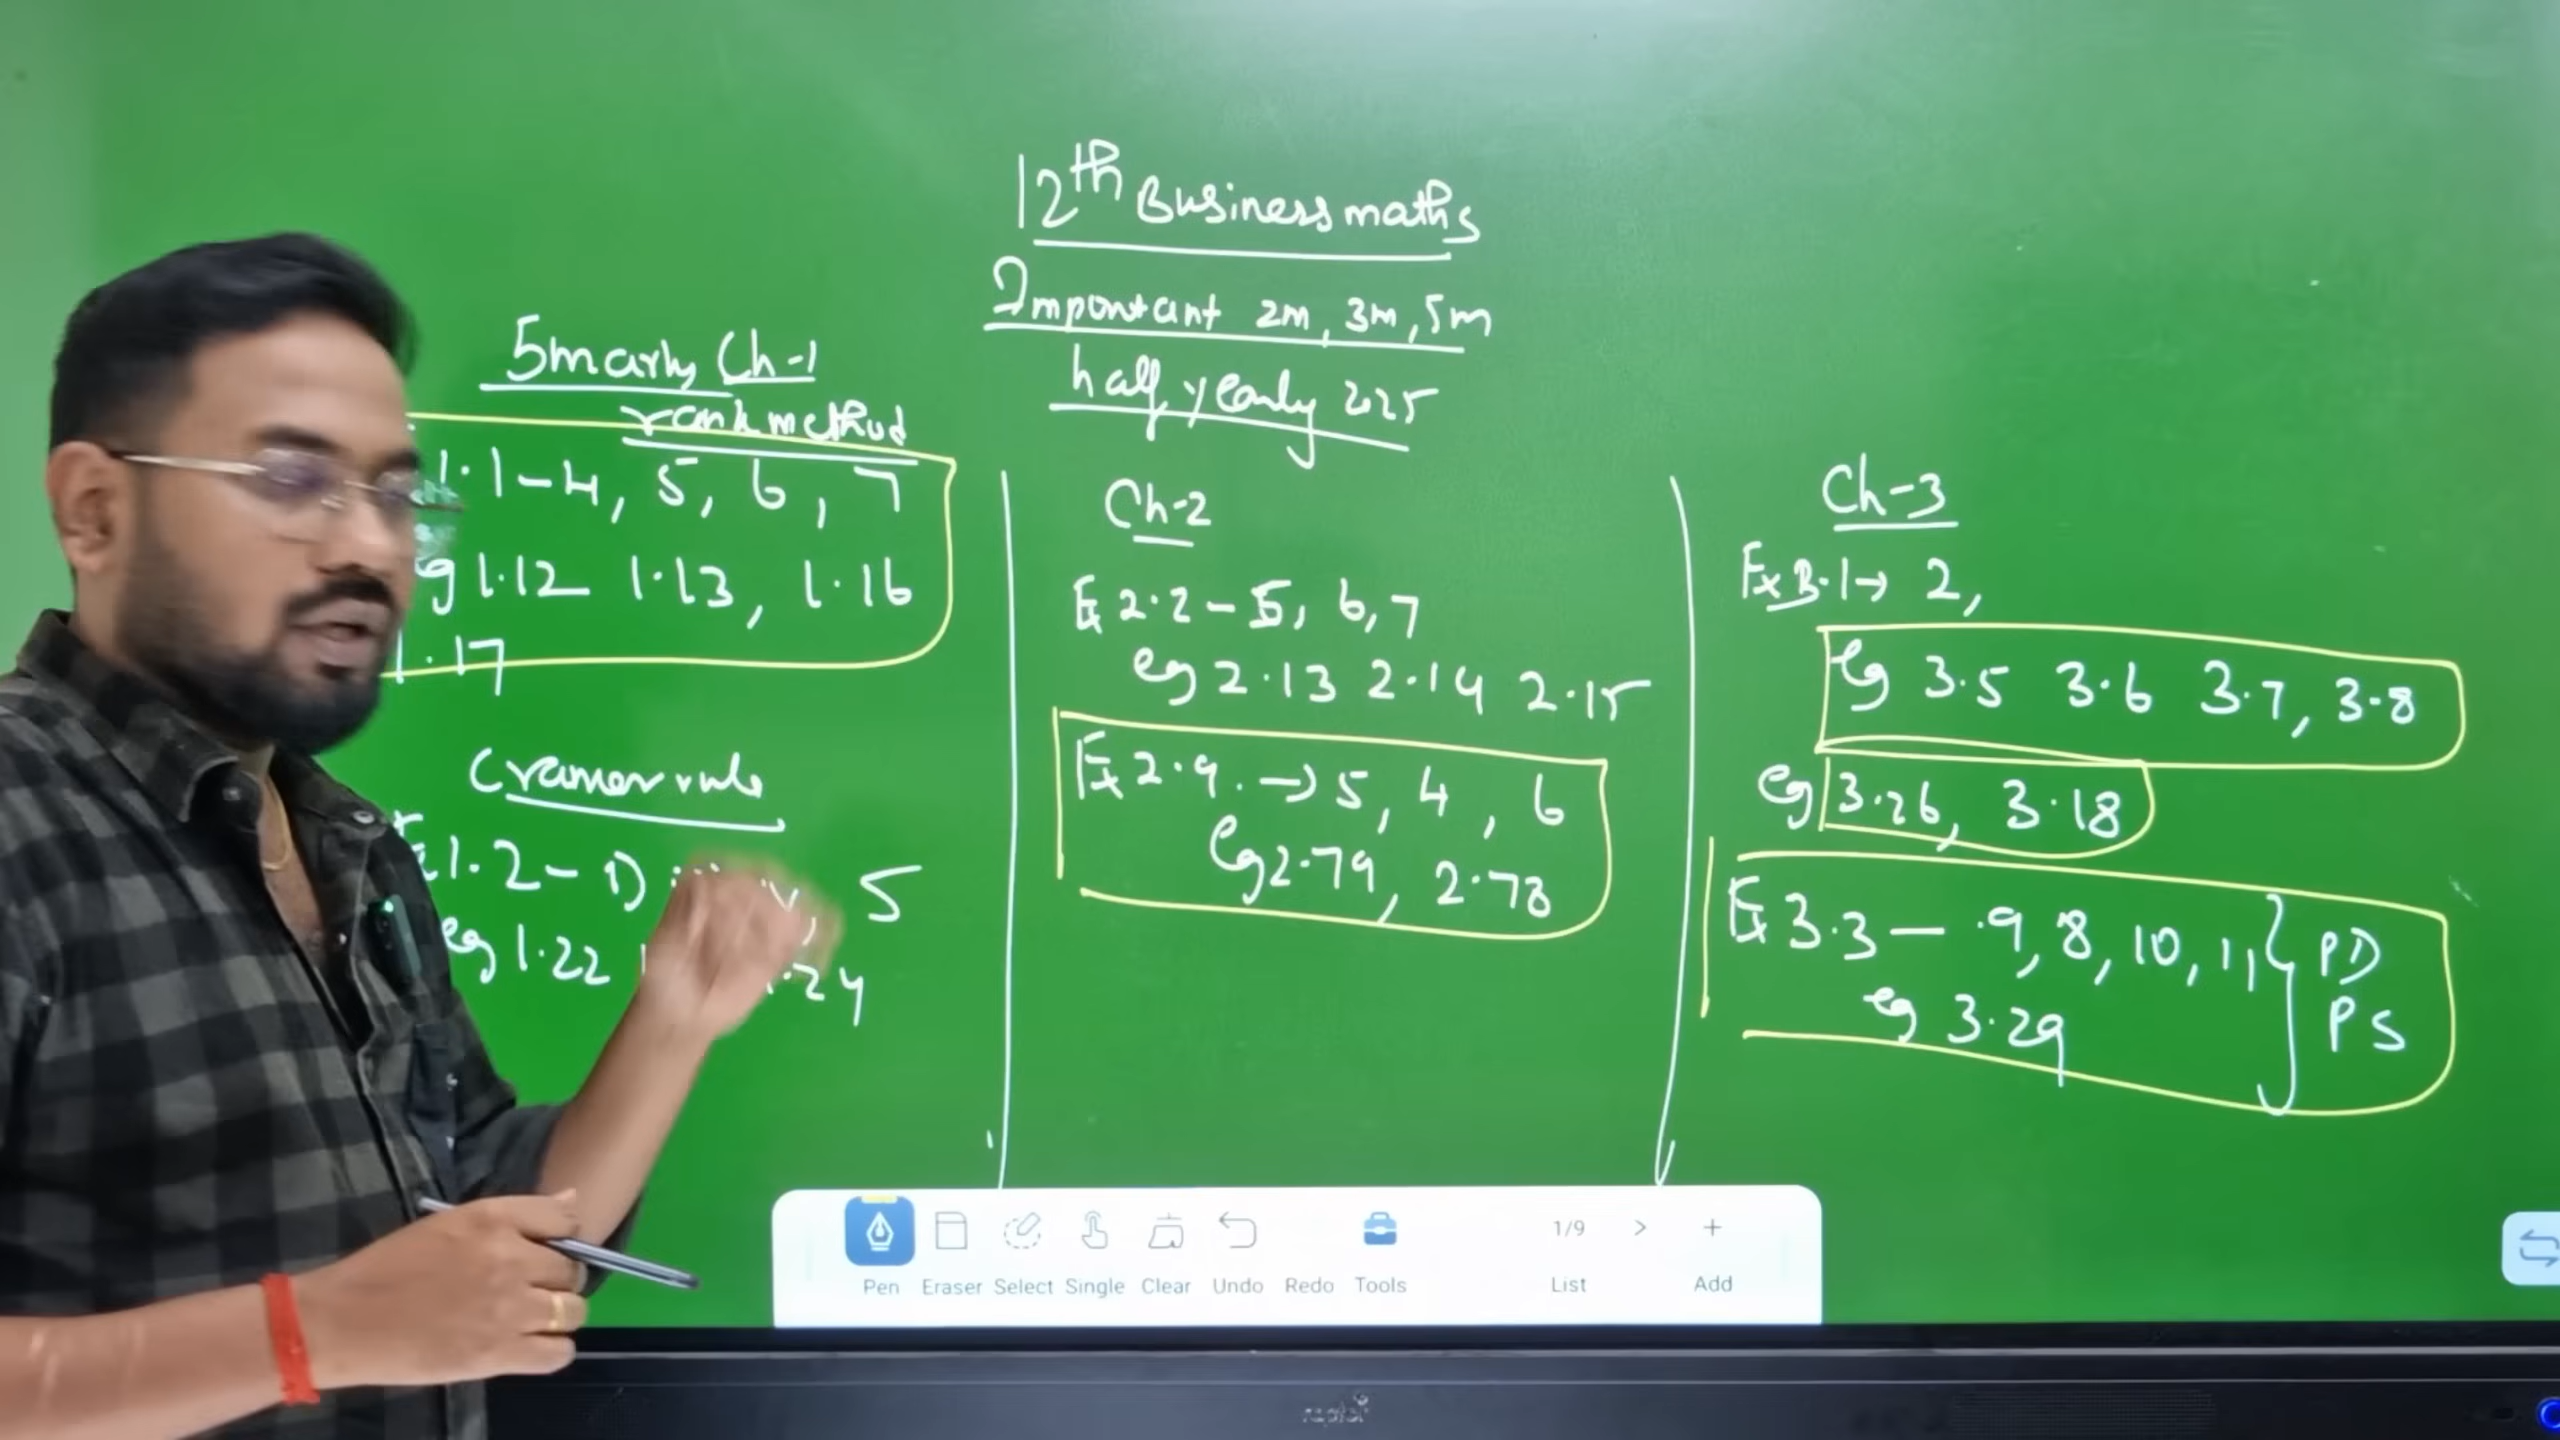 12th Business maths
Important 2m, 3m, 5m
half yearly 2025
5marks Ch-1
rank method
1.1-4, 5, 6, 7
eg 1.12 1.13, 1.16
1.17
Cramer rule
Ex 1.2 - 1) 5
eg 1.22 1.24
Ch-2
Ex 2.2 - 5, 6, 7
eg 2.13 2.14 2.15
Ex 2.9. → 5, 4, 6
Eg 2.79, 2.78
Ch-3
Ex 3.1 → 2,
Eg 3.5 3.6 3.7, 3.8
eg 3.26, 3.18
Ex 3.3 - 9, 8, 10, 11 PD
eg 3.29 PS
1/9 > +
Pen Eraser Select Single Clear Undo Redo Tools List Add